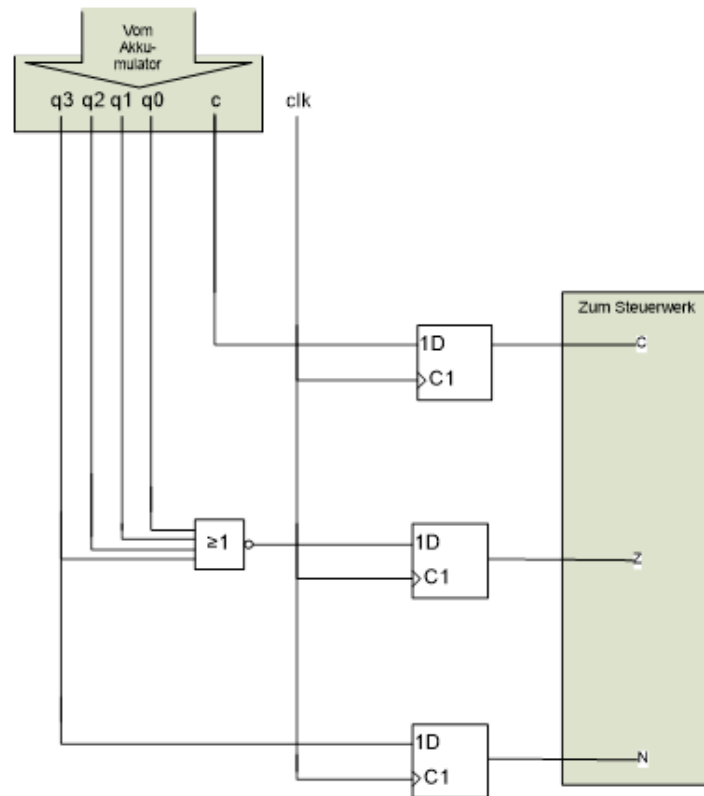 Vom
Akku-
mulator
q3 q2 q1 q0 c clk
Zum Steuerwerk
1D C
C1
≥1 1D Z
C1
1D N
C1